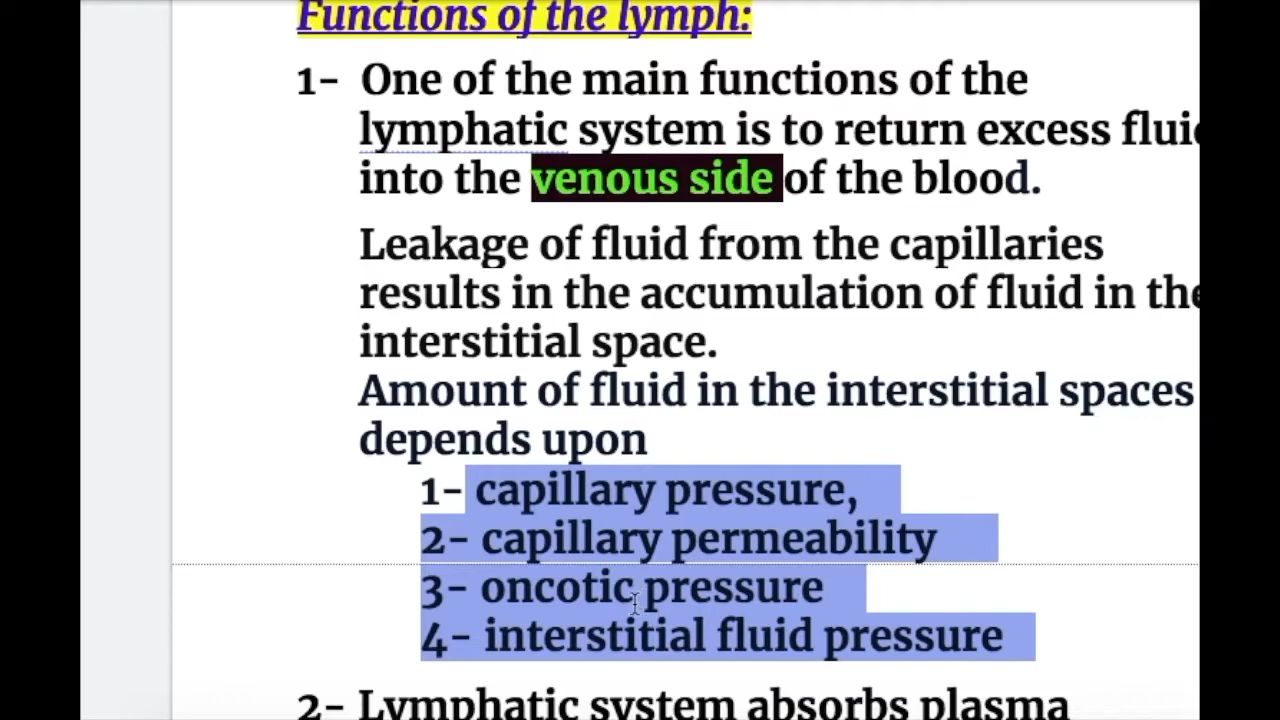 Functions of the lymph:
1- One of the main functions of the
lymphatic system is to return excess fluid
into the venous side of the blood.
Leakage of fluid from the capillaries
results in the accumulation of fluid in the
interstitial space.
Amount of fluid in the interstitial spaces
depends upon
1- capillary pressure,
2- capillary permeability
3- oncotic pressure
4- interstitial fluid pressure
2- Lymphatic system absorbs plasma